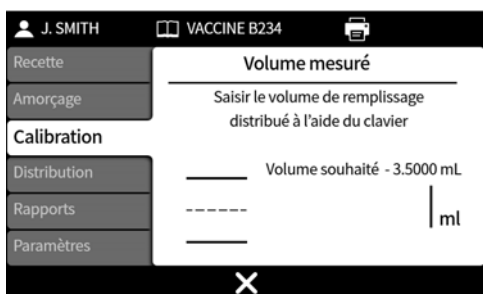 J. SMITH
VACCINE B234
Recette
Amorçage
Calibration
Distribution
Rapports
Paramètres
Volume mesuré
Saisir le volume de remplissage
distribué à l'aide du clavier
Volume souhaité - 3.5000 mL
ml